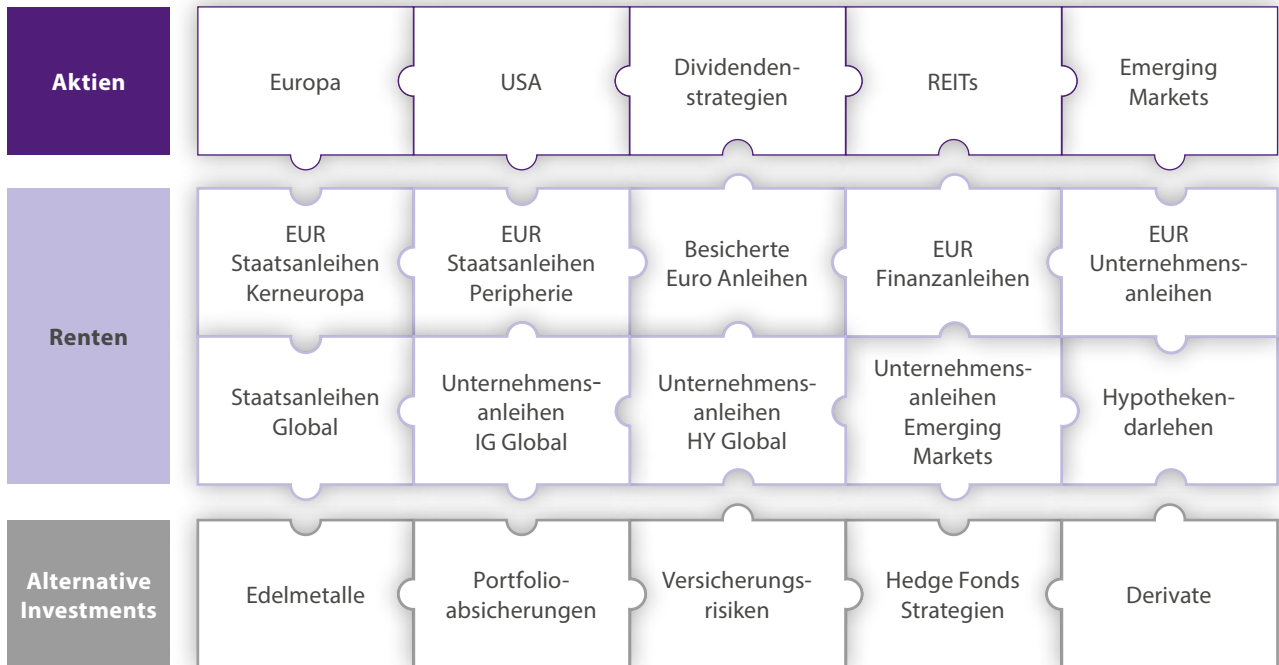 Aktien
Europa
USA
Dividenden-
strategien
REITs
Emerging
Markets
Renten
EUR
Staatsanleihen
Kerneuropa
EUR
Staatsanleihen
Peripherie
Besicherte
Euro Anleihen
EUR
Finanzanleihen
EUR
Unternehmens-
anleihen
Staatsanleihen
Global
Unternehmens-
anleihen
IG Global
Unternehmens-
anleihen
HY Global
Unternehmens-
anleihen
Emerging
Markets
Hypotheken-
darlehen
Alternative
Investments
Edelmetalle
Portfolio-
absicherungen
Versicherungs-
risiken
Hedge Fonds
Strategien
Derivate